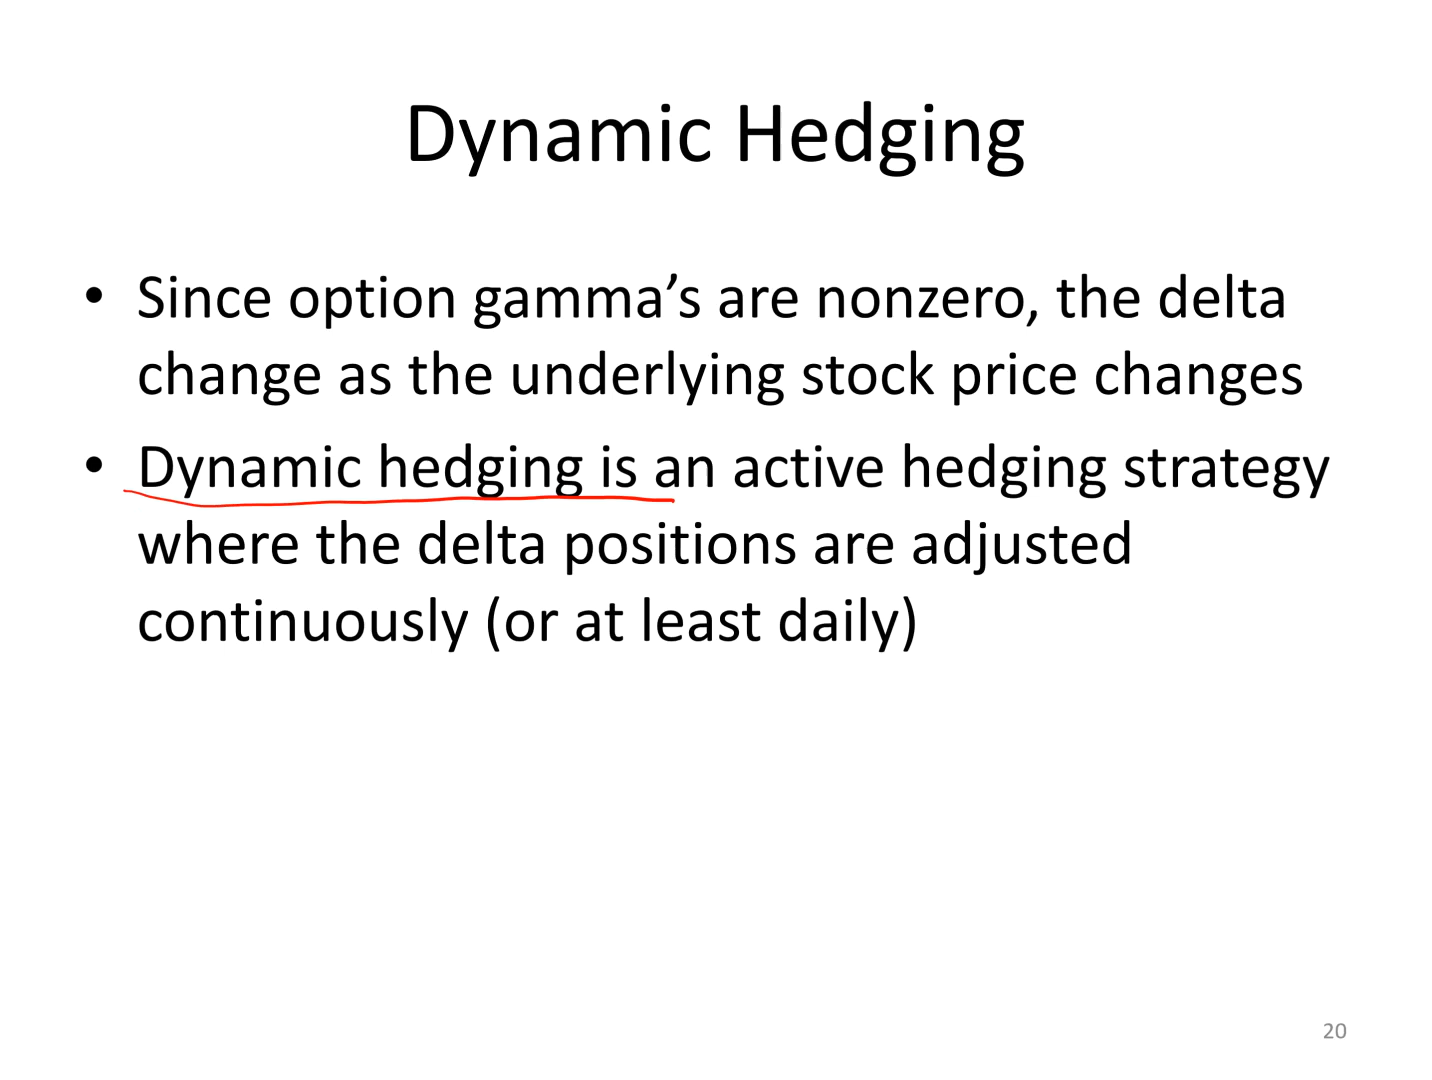 Dynamic Hedging
• Since option gamma’s are nonzero, the delta
change as the underlying stock price changes
• Dynamic hedging is an active hedging strategy
where the delta positions are adjusted
continuously (or at least daily)
20